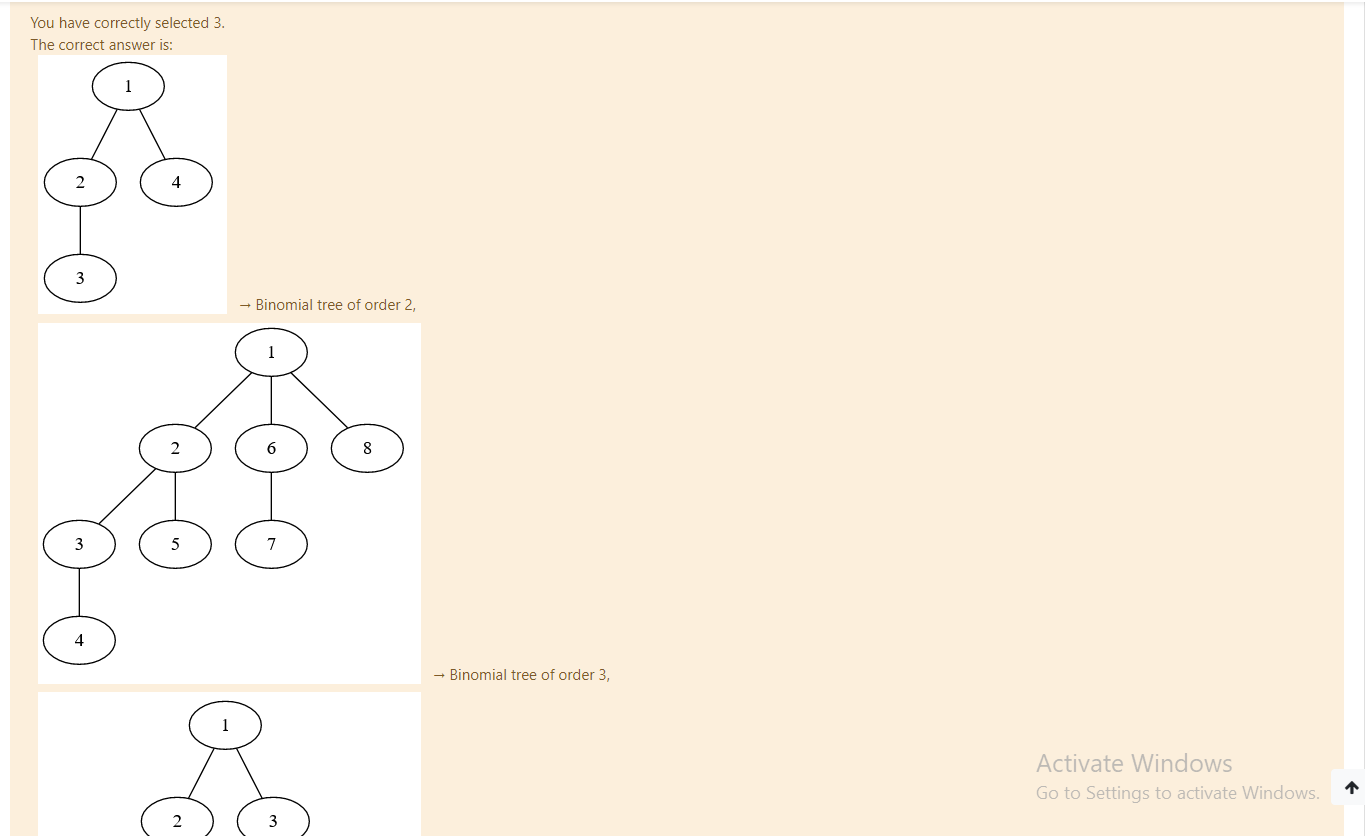 You have correctly selected 3.
The correct answer is:
1
2 4
3
→ Binomial tree of order 2,
1
2 6 8
3 5 7
4
→ Binomial tree of order 3,
1
2 3
Activate Windows
Go to Settings to activate Windows.